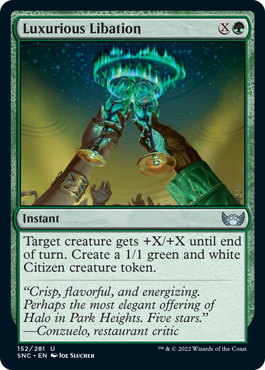 Luxurious Libation X
Instant
Target creature gets +X/+X until end
of turn. Create a 1/1 green and white
Citizen creature token.
“Crisp, flavorful, and energizing.
Perhaps the most elegant offering of
Halo in Park Heights. Five stars.”
—Conzuelo, restaurant critic
152/281 U
SNC • EN Joe Slucher
™ & © 2022 Wizards of the Coast